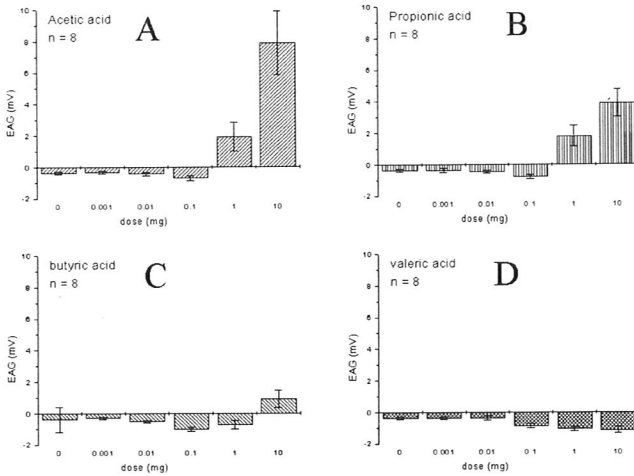 Acetic acid
n = 8
A
EAG (mV)
10
8
6
4
2
0
-2
0 0.001 0.01 0.1 1 10
dose (mg)
Propionic acid
n = 8
B
EAG (mV)
10
8
6
4
2
0
-2
0 0.001 0.01 0.1 1 10
dose (mg)
butyric acid
n = 8
C
EAG (mV)
10
8
6
4
2
0
-2
0 0.001 0.01 0.1 1 10
dose (mg)
valeric acid
n = 8
D
EAG (mV)
10
8
6
4
2
0
-2
0 0.001 0.01 0.1 1 10
dose (mg)